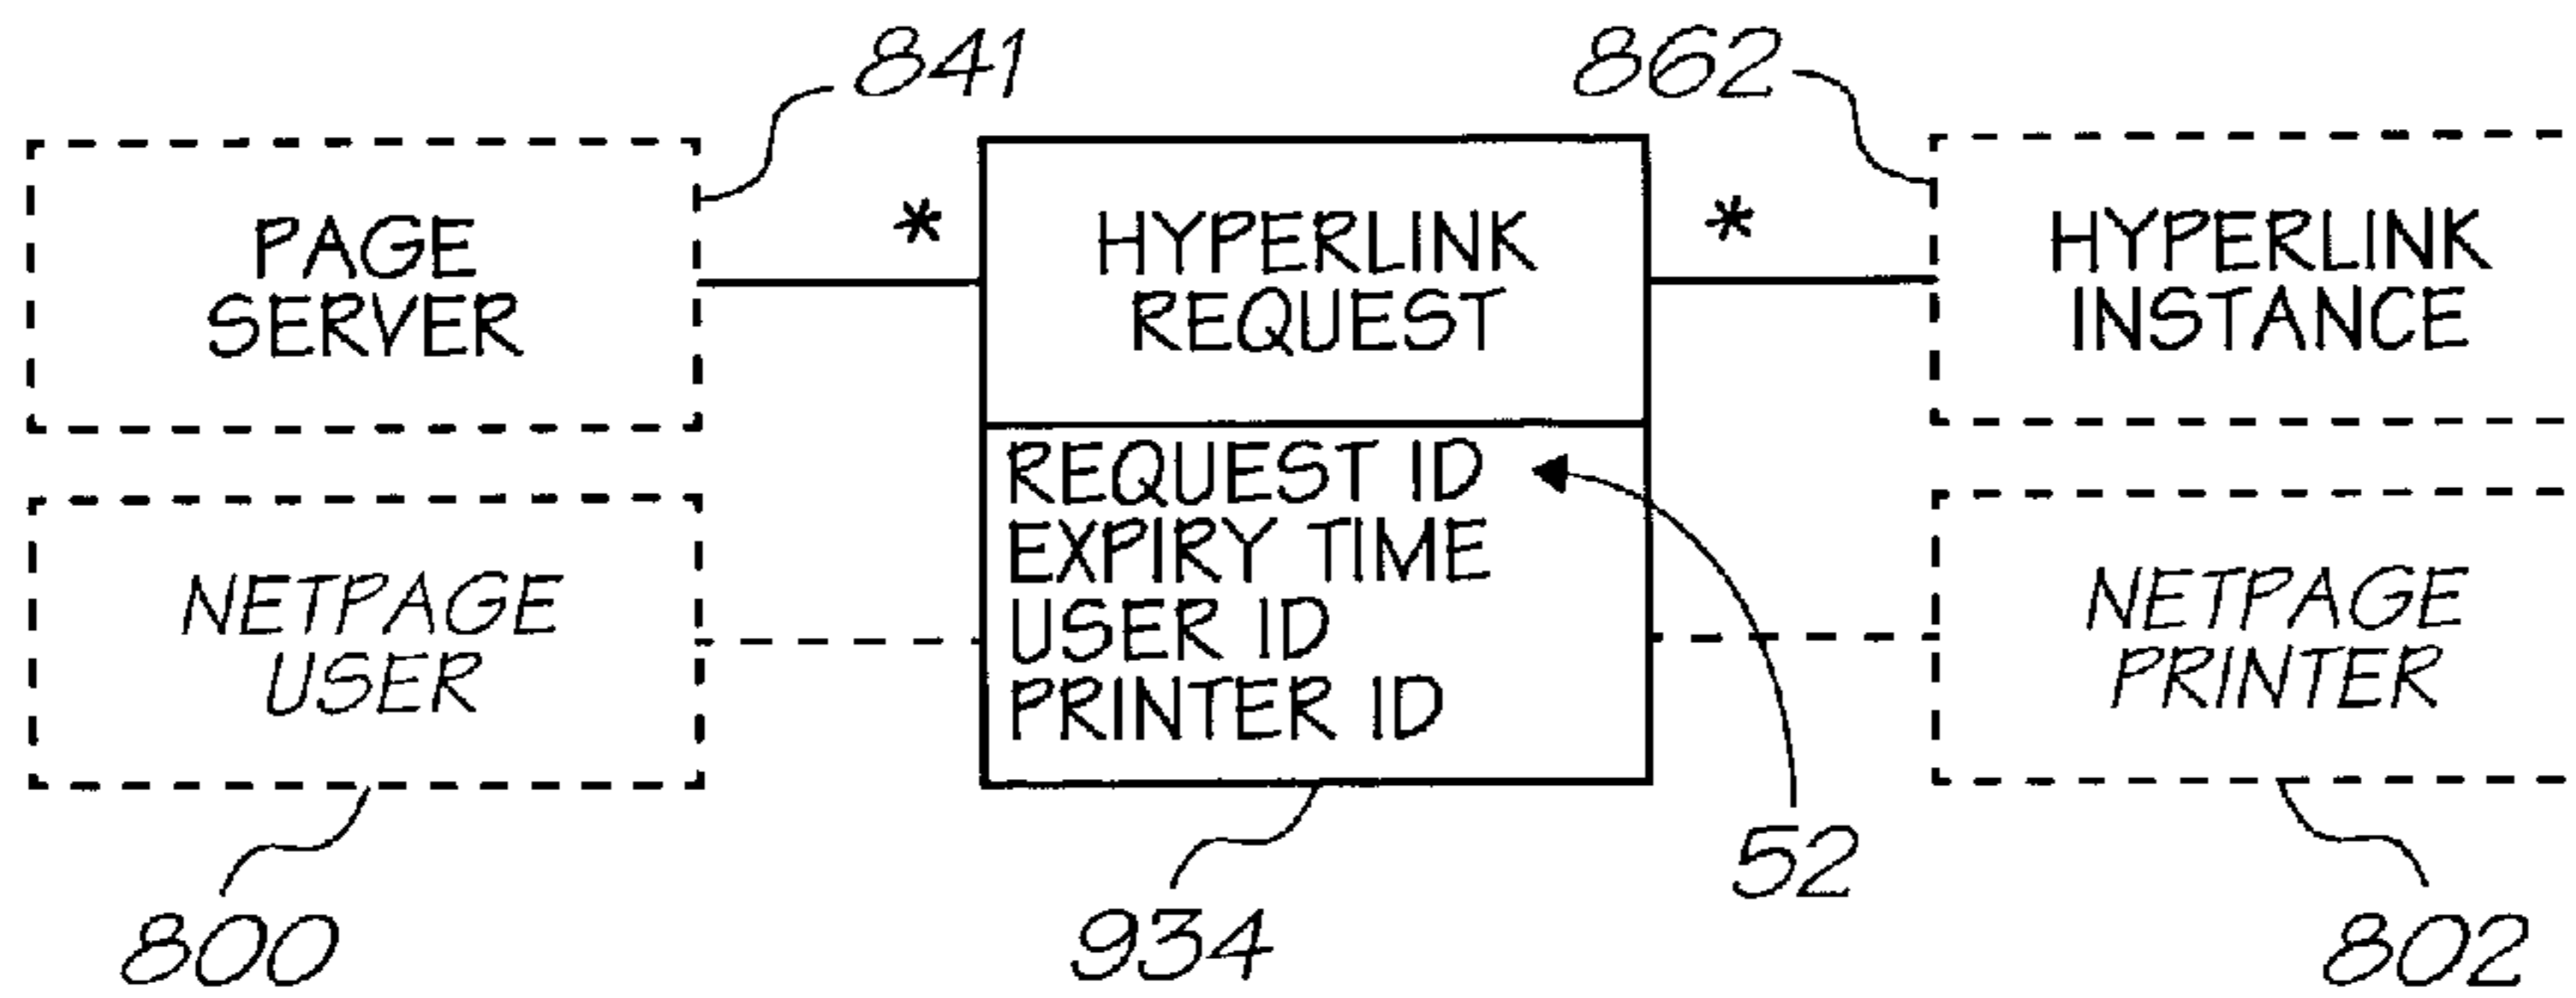 841
862
PAGE
SERVER
*
HYPERLINK
REQUEST
*
HYPERLINK
INSTANCE
NETPAGE
USER
REQUEST ID
EXPIRY TIME
USER ID
PRINTER ID
NETPAGE
PRINTER
52
800
934
802